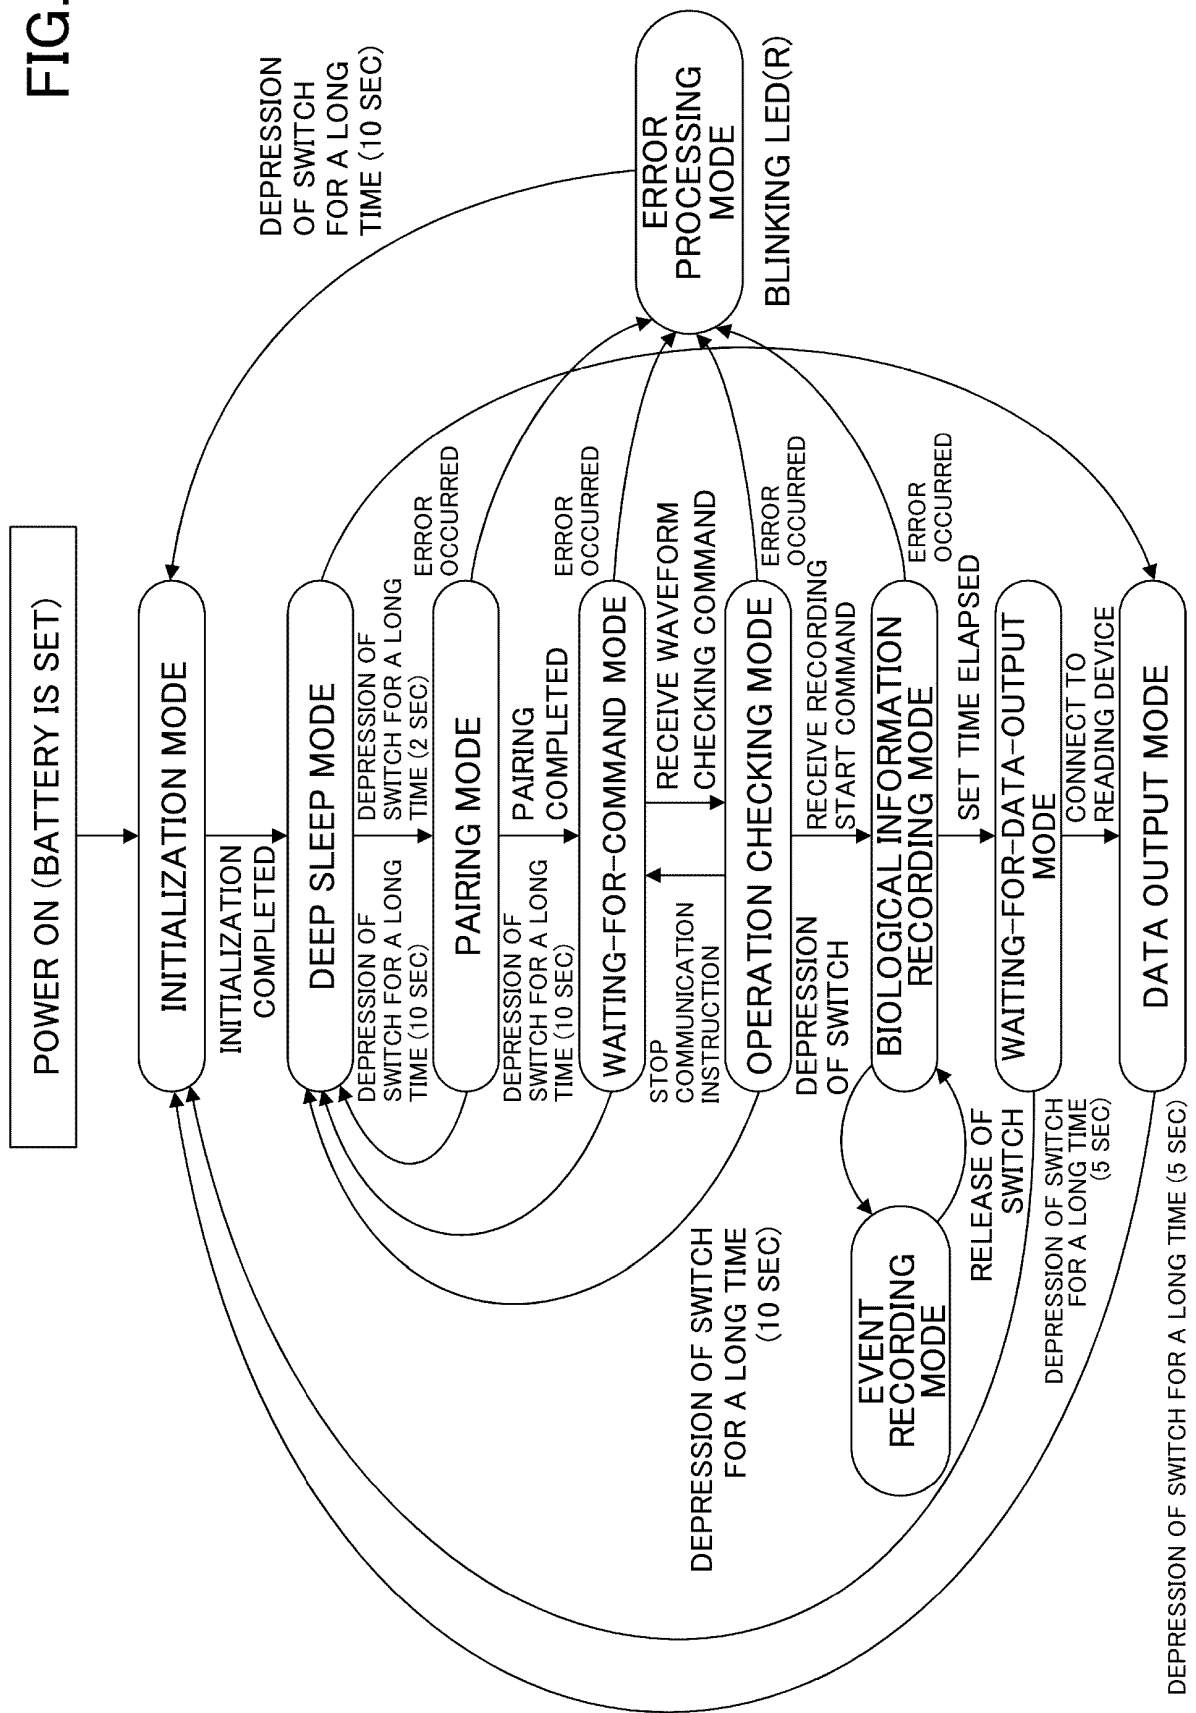 FIG.
POWER ON (BATTERY IS SET)
INITIALIZATION MODE
INITIALIZATION
COMPLETED
DEPRESSION
OF SWITCH
FOR A LONG
TIME (10 SEC)
DEEP SLEEP MODE
DEPRESSION OF
SWITCH FOR A LONG
TIME (10 SEC)
DEPRESSION OF
SWITCH FOR A LONG
TIME (2 SEC)
PAIRING MODE
ERROR
OCCURRED
DEPRESSION OF
SWITCH FOR A LONG
TIME (10 SEC)
PAIRING
COMPLETED
WAITING-FOR-COMMAND MODE
ERROR
OCCURRED
STOP
COMMUNICATION
INSTRUCTION
RECEIVE WAVEFORM
CHECKING COMMAND
ERROR
PROCESSING
MODE
BLINKING LED(R)
OPERATION CHECKING MODE
ERROR
OCCURRED
DEPRESSION OF SWITCH
FOR A LONG TIME
(10 SEC)
DEPRESSION
OF SWITCH
RECEIVE RECORDING
START COMMAND
BIOLOGICAL INFORMATION
RECORDING MODE
ERROR
OCCURRED
EVENT
RECORDING
MODE
RELEASE OF
SWITCH
SET TIME ELAPSED
WAITING-FOR-DATA-OUTPUT
MODE
DEPRESSION OF SWITCH
FOR A LONG TIME
(5 SEC)
CONNECT TO
READING DEVICE
DATA OUTPUT MODE
DEPRESSION OF SWITCH FOR A LONG TIME (5 SEC)